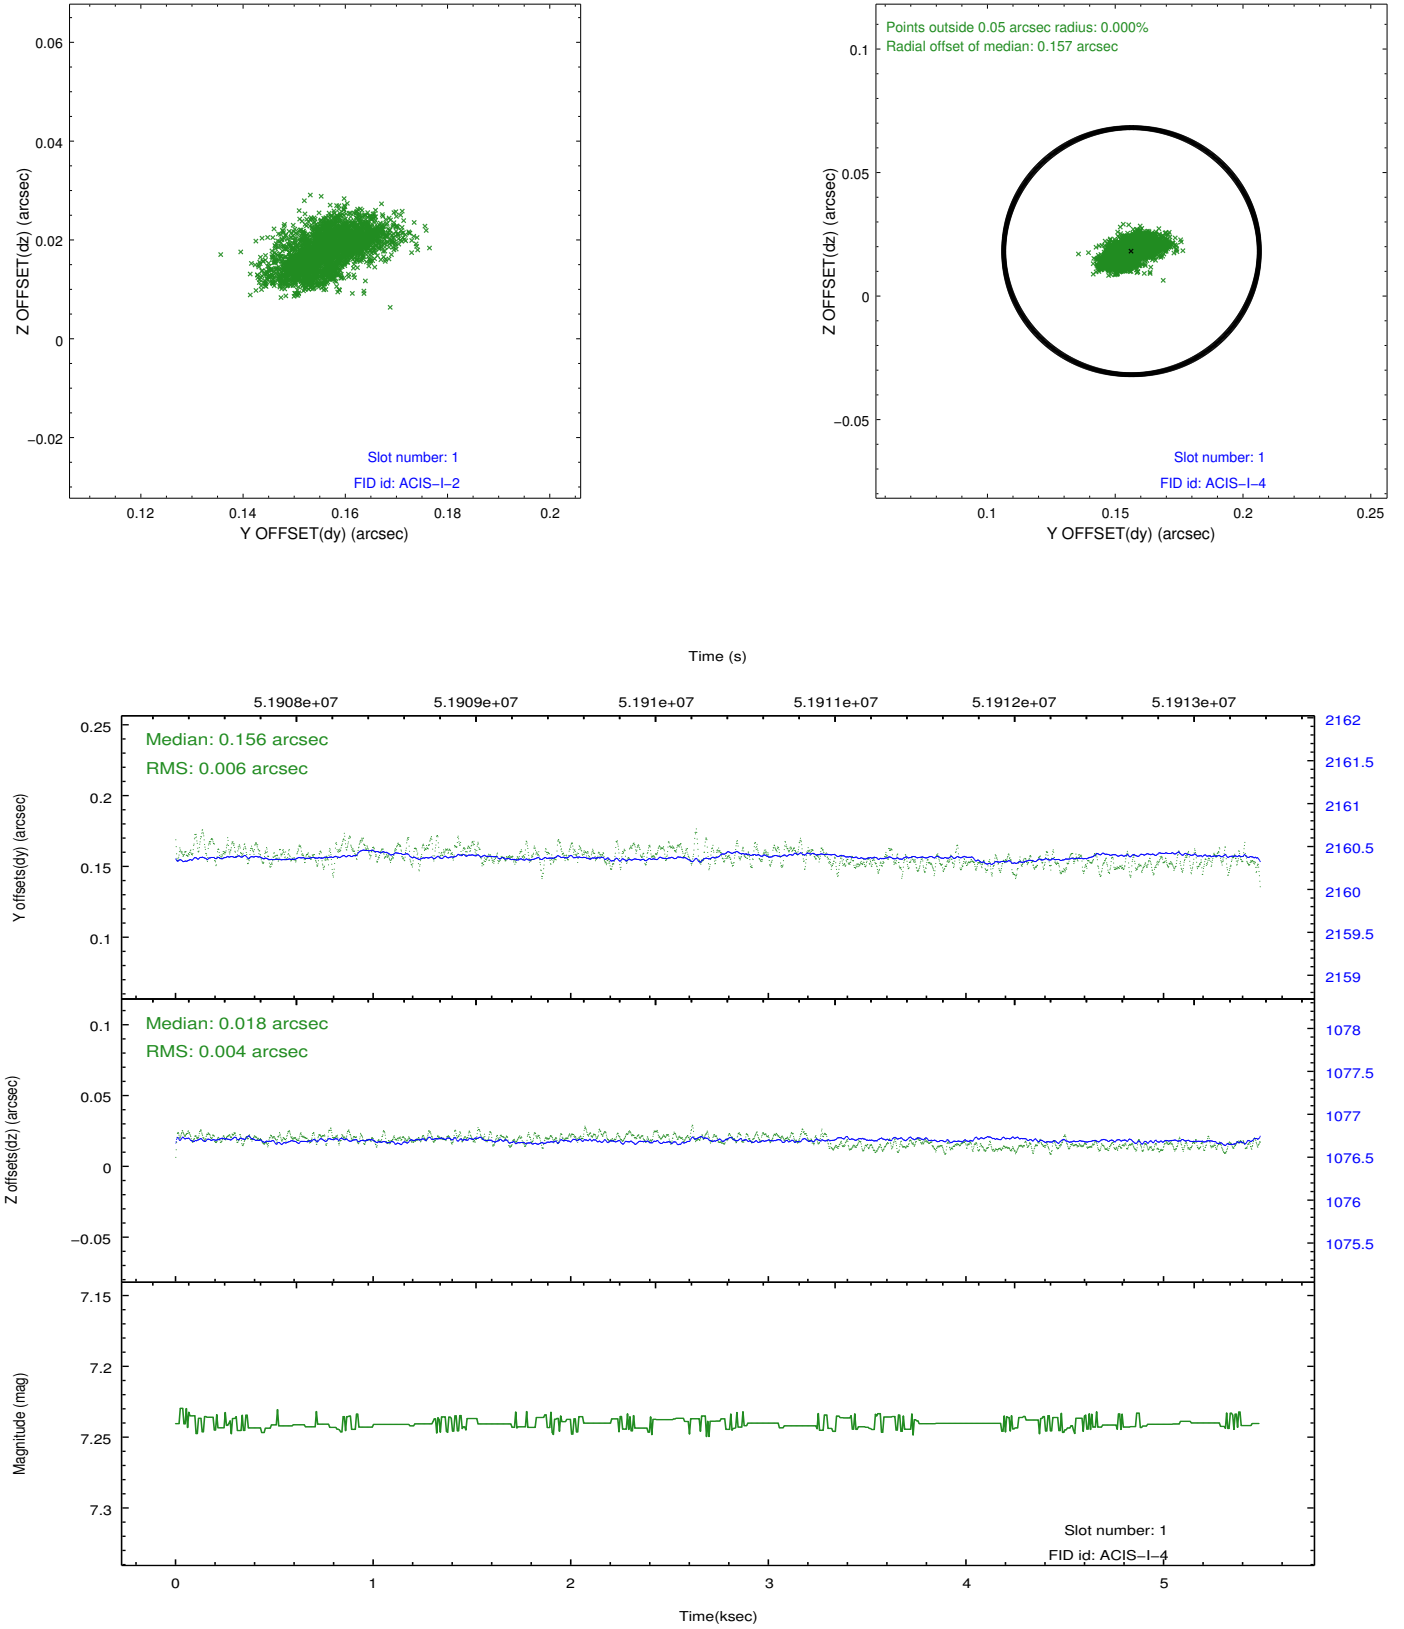 0.06
0.04
0.02
0
−0.02
Z OFFSET(dz) (arcsec)
Slot number: 1
FID id: ACIS−I−2
0.12
0.14
0.16
0.18
0.2
Y OFFSET(dy) (arcsec)
Points outside 0.05 arcsec radius: 0.000%
Radial offset of median: 0.157 arcsec
0.1
0.05
0
−0.05
Z OFFSET(dz) (arcsec)
Slot number: 1
FID id: ACIS−I−4
0.1
0.15
0.2
0.25
Y OFFSET(dy) (arcsec)
Time (s)
5.1908e+07
5.1909e+07
5.191e+07
5.1911e+07
5.1912e+07
5.1913e+07
Median: 0.156 arcsec
RMS: 0.006 arcsec
0.25
0.2
0.15
0.1
Y offsets(dy) (arcsec)
2162
2161.5
2161
2160.5
2160
2159.5
2159
Median: 0.018 arcsec
RMS: 0.004 arcsec
0.1
0.05
0
−0.05
Z offsets(dz) (arcsec)
1078
1077.5
1077
1076.5
1076
1075.5
7.15
7.2
7.25
7.3
Magnitude (mag)
Slot number: 1
FID id: ACIS−I−4
0
1
2
3
4
5
Time(ksec)